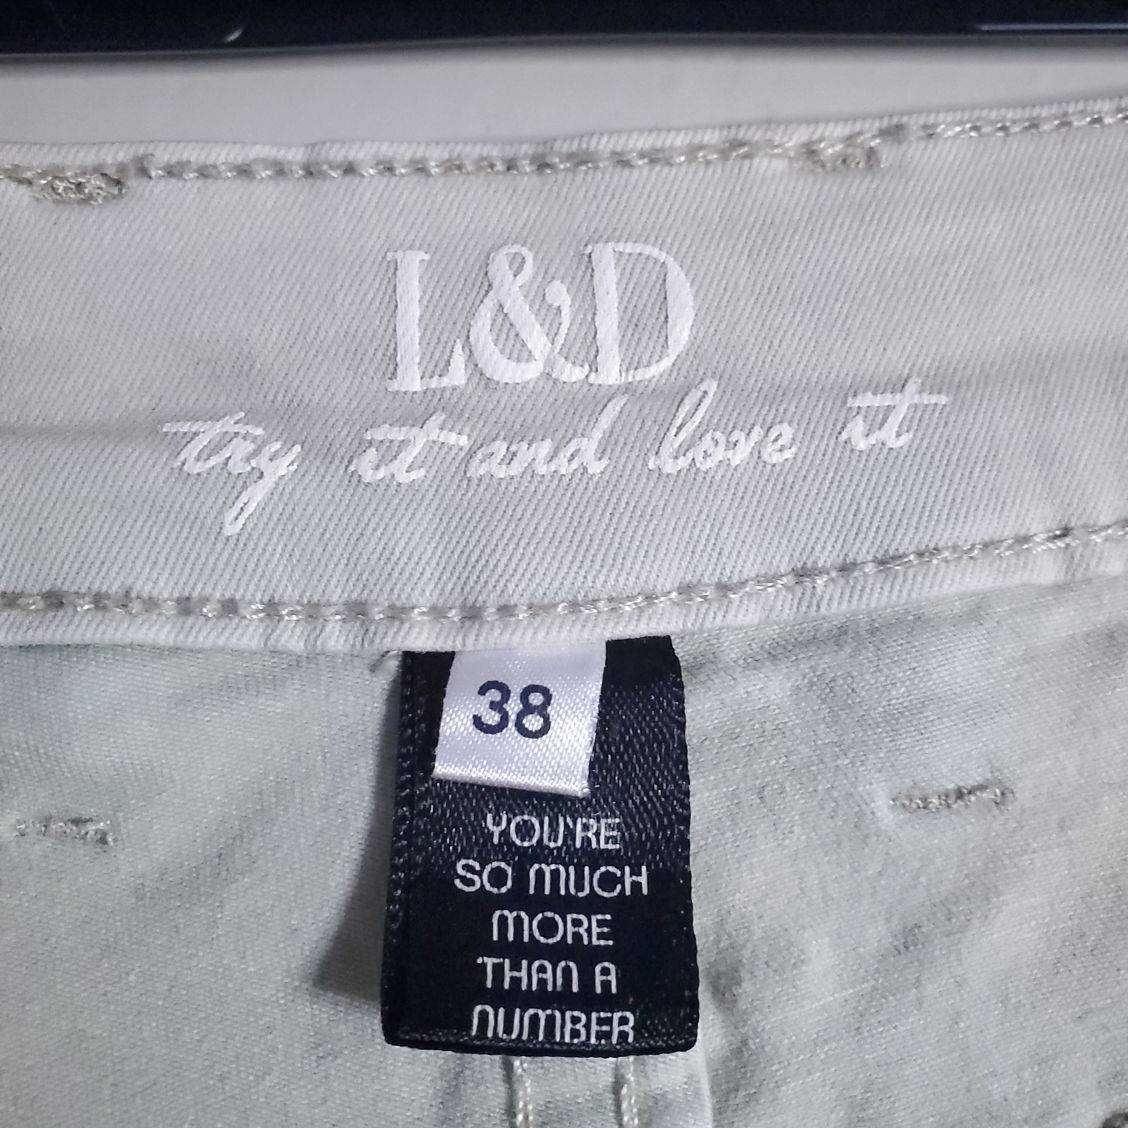 L&D
try it and love it
38
YOU'RE
SO MUCH
MORE
THAN A
NUMBER